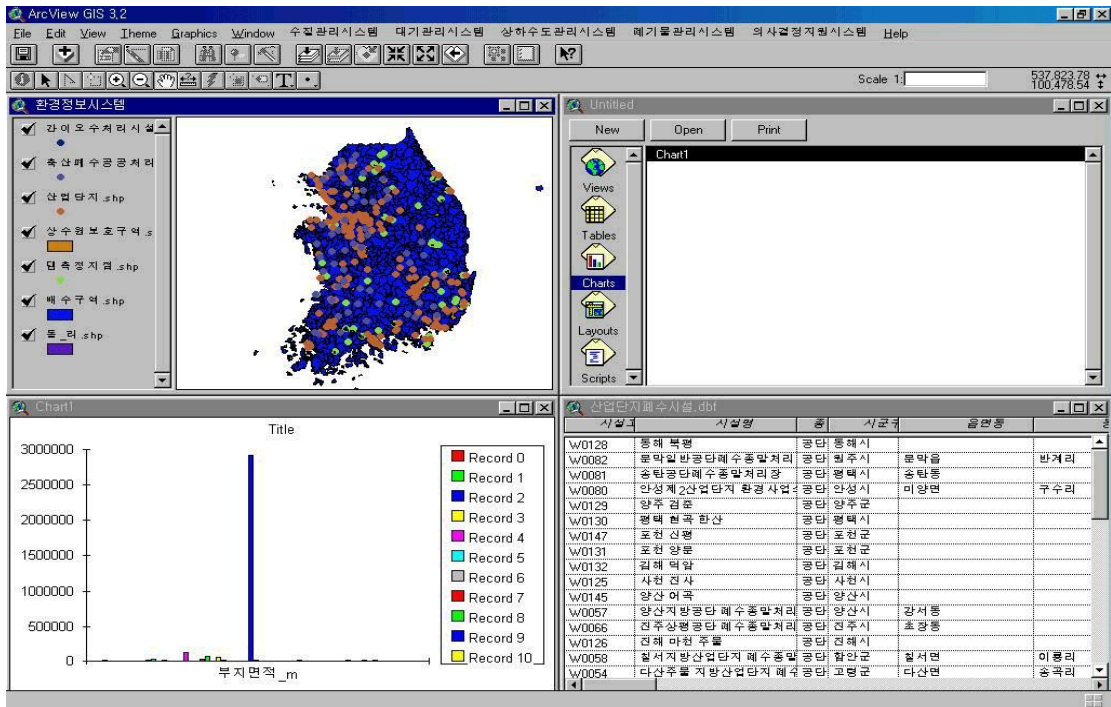 ArcView GIS 3.2
File Edit View Theme Graphics Window 수질관리시스템 대기관리시스템 상하수도관리시스템 폐기물관리시스템 의사결정지원시스템 Help
Scale 1:
537,823.78
100,478.54
환경정보시스템
간이오수처리시설
축산폐수공공처리
산업단지.shp
상수원보호구역.s
댐측정지점.shp
배수구역.shp
동_리.shp
Untitled
New Open Print
Views
Tables
Charts
Layouts
Scripts
Chart1
Chart1
Title
3000000
2500000
2000000
1500000
1000000
500000
0
부지면적_m
Record 0
Record 1
Record 2
Record 3
Record 4
Record 5
Record 6
Record 7
Record 8
Record 9
Record 10
산업단지폐수시설.dbf
시설명 종 시군구 읍면동
W0128 동해 북평 공단 동해시
W0082 문막일반공단폐수종말처리 공단 원주시 문막읍 반계리
W0081 송탄공단폐수종말처리장 공단 평택시 송탄동
W0080 안성제2산업단지 환경사업소 공단 안성시 미양면 구수리
W0129 양주 검준 공단 양주군
W0130 평택 현곡 한산 공단 평택시
W0147 포천 신평 공단 포천군
W0131 포천 양문 공단 포천군
W0132 김해 덕암 공단 김해시
W0125 사천 진사 공단 사천시
W0145 양산 어곡 공단 양산시
W0057 양산지방공단 폐수종말처리 공단 양산시 강서동
W0066 진주상평공단 폐수종말처리 공단 진주시 초장동
W0126 진해 마천 주물 공단 진해시
W0058 칠서지방산업단지 폐수종말 공단 함안군 칠서면 이룡리
W0054 다산주물 지방산업단지 폐수 공단 고령군 다산면 송곡리